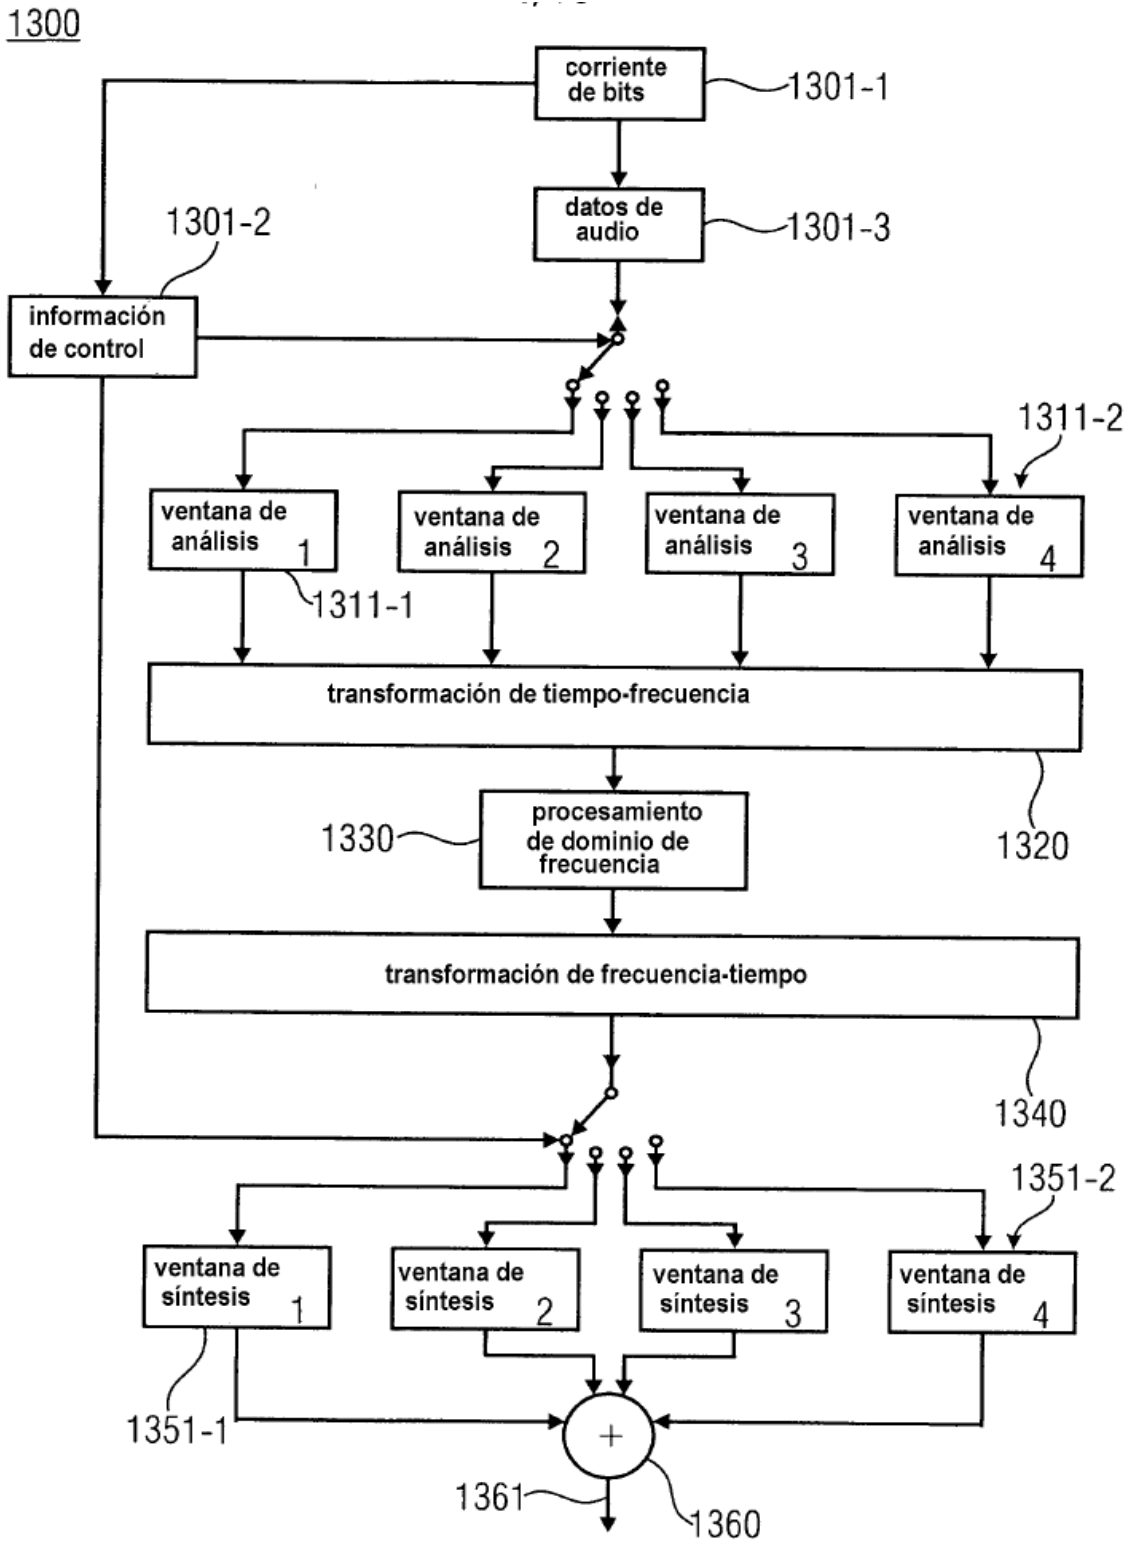 1300
corriente
de bits
1301-1
datos de
audio
1301-3
1301-2
información
de control
1311-2
ventana de
análisis 1
ventana de
análisis 2
ventana de
análisis 3
ventana de
análisis 4
1311-1
transformación de tiempo-frecuencia
1320
procesamiento
de dominio de
frecuencia
1330
transformación de frecuencia-tiempo
1340
1351-2
ventana de
síntesis 1
ventana de
síntesis 2
ventana de
síntesis 3
ventana de
síntesis 4
1351-1
+
1361
1360